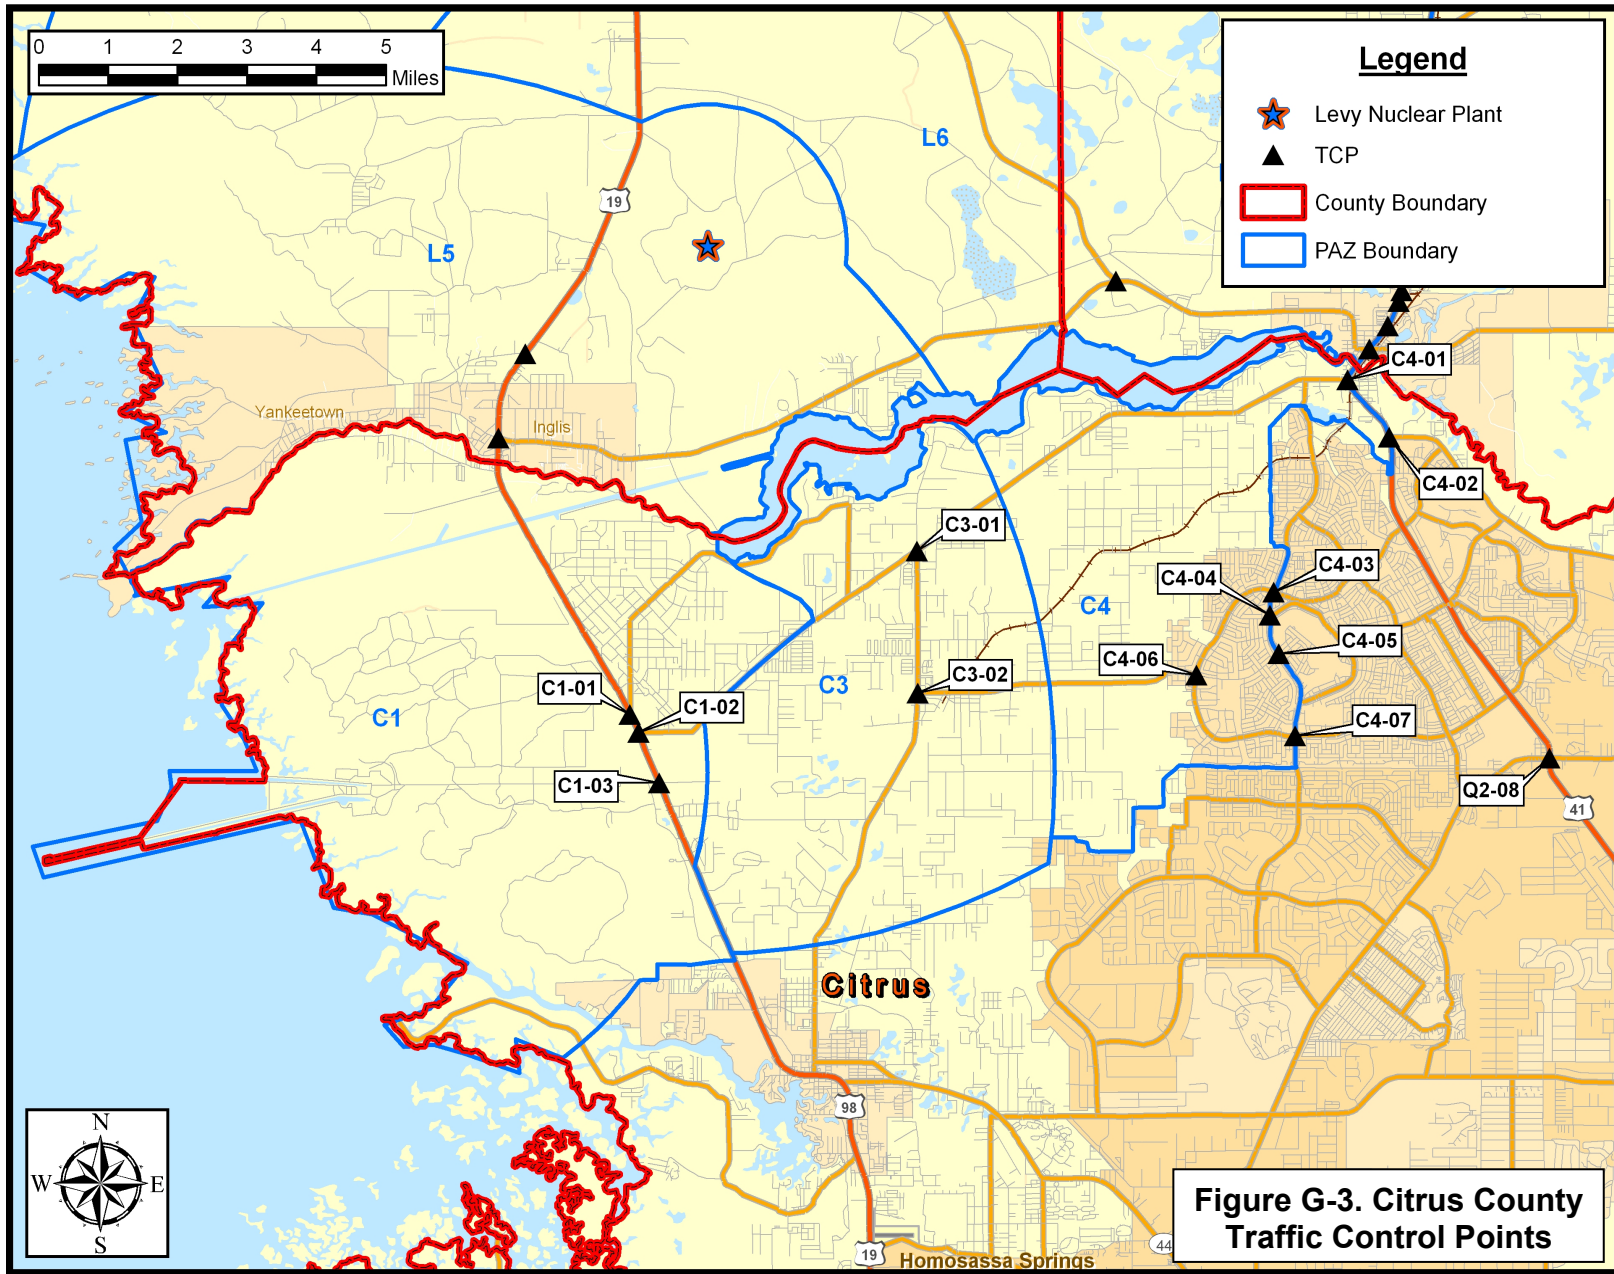 0 1 2 3 4 5
Miles
Legend
Levy Nuclear Plant
TCP
County Boundary
PAZ Boundary
L6
19
L5
C4-01
Yankeetown
Inglis
C4-02
C3-01
C4-03
C4-04
C4
C4-05
C4-06
C3-02
C3
C1-01
C1-02
C1
C4-07
C1-03
Q2-08
41
Citrus
98
N
W E
S
19
Homosassa Springs
44
Figure G-3. Citrus County
Traffic Control Points